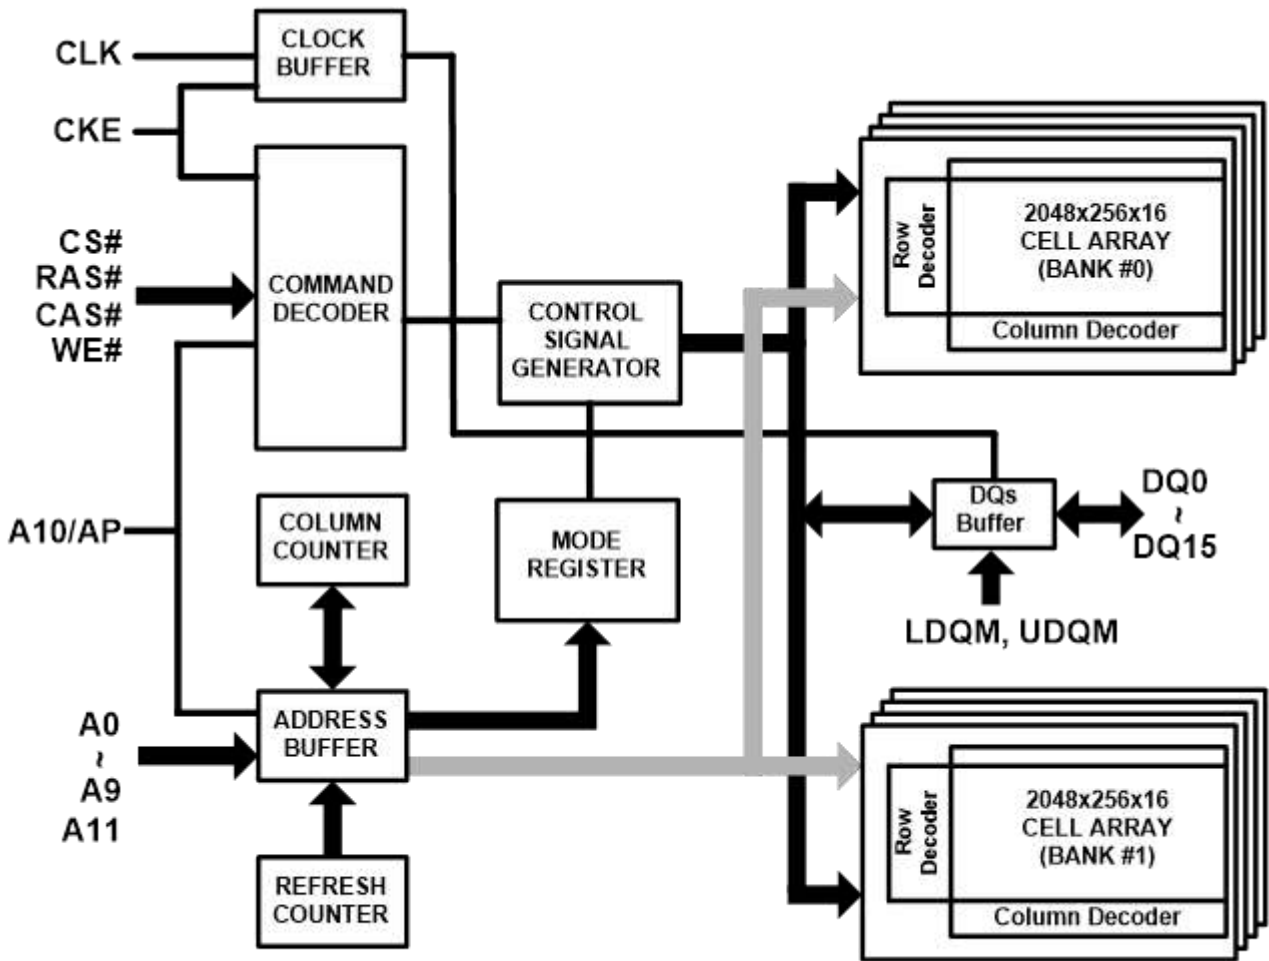 CLK
CLOCK
BUFFER
CKE
CS#
RAS#
CAS#
WE#
COMMAND
DECODER
CONTROL
SIGNAL
GENERATOR
Row
Decoder
2048x256x16
CELL ARRAY
(BANK #0)
Column Decoder
A10/AP
COLUMN
COUNTER
MODE
REGISTER
DQs
Buffer
DQ0
~
DQ15
LDQM, UDQM
A0
~
A9
A11
ADDRESS
BUFFER
REFRESH
COUNTER
Row
Decoder
2048x256x16
CELL ARRAY
(BANK #1)
Column Decoder